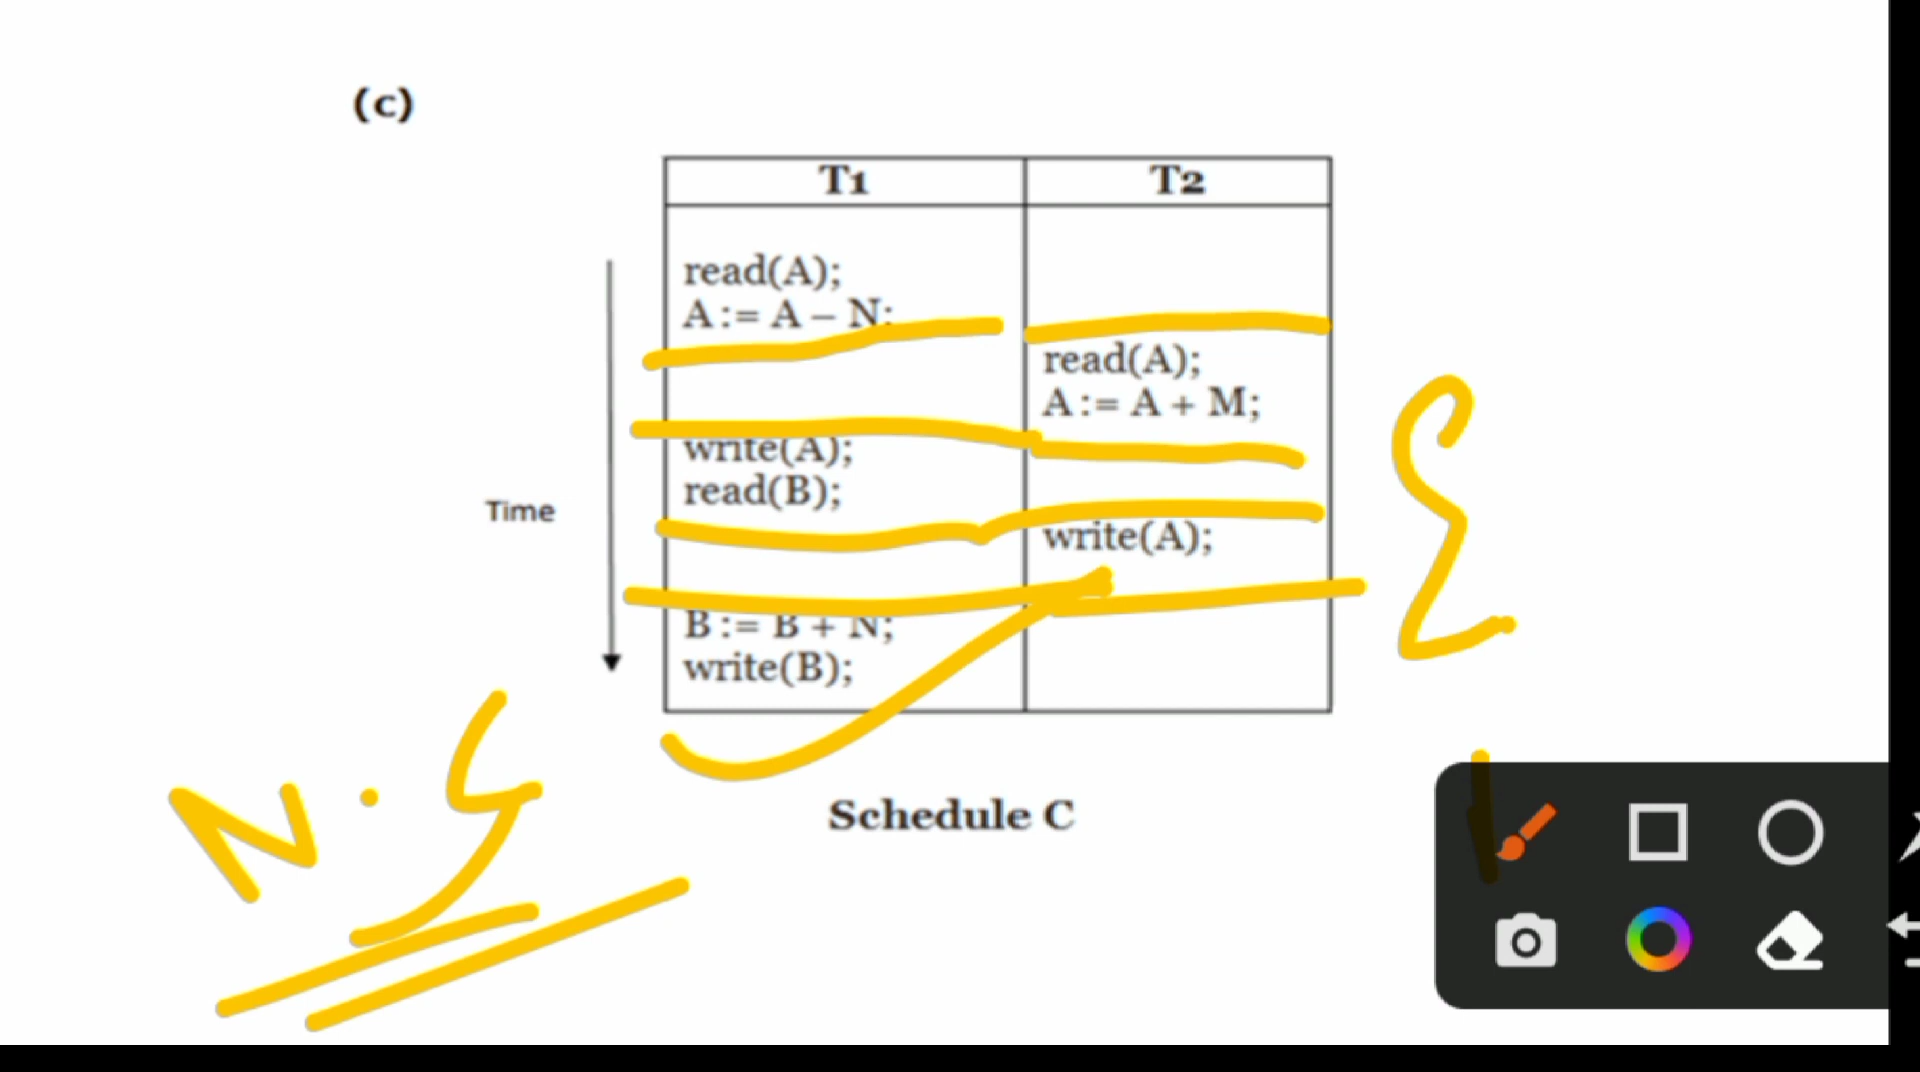 (c)
T1 T2
read(A);
A := A – N;
read(A);
A := A + M;
write(A);
read(B);
Time
write(A);
B := B + N;
write(B);
N.S
Schedule C